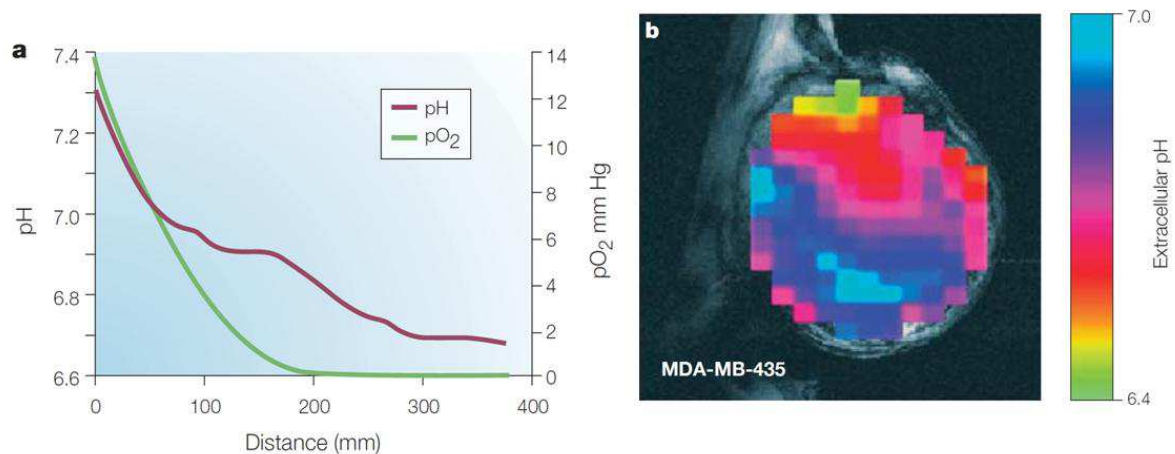 a
7.4
7.2
7.0
6.8
6.6
pH
0
100
200
300
400
Distance (mm)
14
12
10
8
6
4
2
0
pO2 mm Hg
pH
pO2
b
MDA-MB-435
7.0
6.4
Extracellular pH